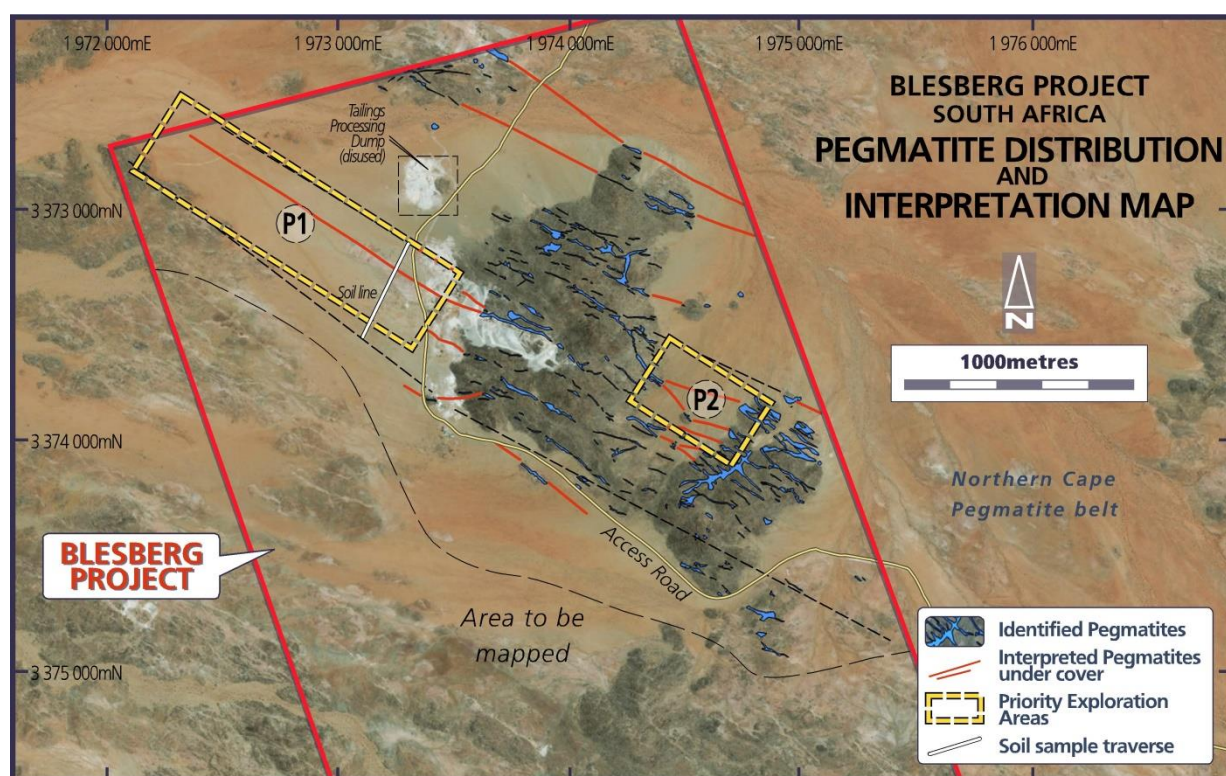 1 972 000mE
1 973 000mE
1 974 000mE
1 975 000mE
1 976 000mE
BLESBERG PROJECT
SOUTH AFRICA
PEGMATITE DISTRIBUTION
AND
INTERPRETATION MAP
Tailings
Processing
Dump
(disused)
3 373 000mN
P1
Soil line
N
1000metres
P2
3 374 000mN
Northern Cape
Pegmatite belt
BLESBERG
PROJECT
Access Road
Area to be
mapped
3 375 000mN
Identified Pegmatites
Interpreted Pegmatites
under cover
Priority Exploration
Areas
Soil sample traverse